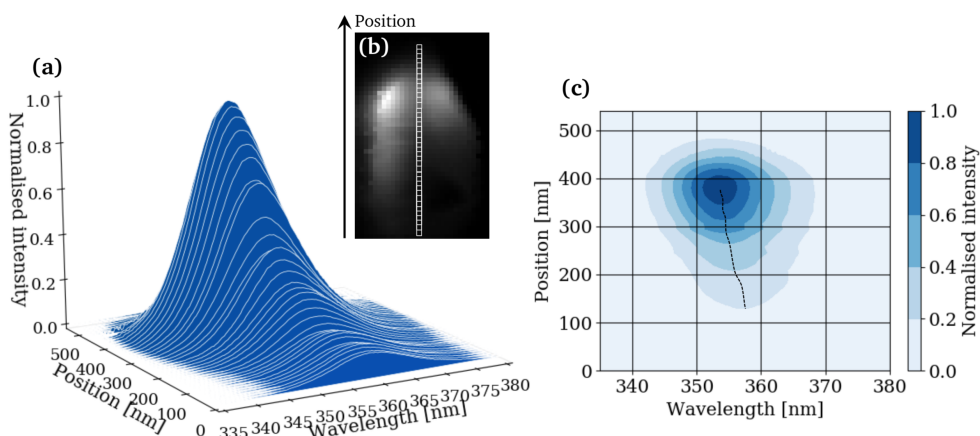 Position
(b)
(a)
Normalised intensity
1.0
0.8
0.6
0.4
0.2
0.0
500
400
300
200
100
0
Position [nm]
335 340 345 350 355 360 365 370 375 380
Wavelength [nm]
(c)
Position [nm]
500
400
300
200
100
0
340 350 360 370 380
Wavelength [nm]
1.0
0.8
0.6
0.4
0.2
0.0
Normalised intensity